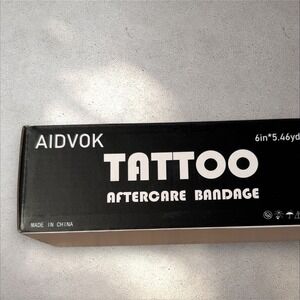 AIDVOK
6in*5.46yd
TATTOO
AFTERCARE BANDAGE
MADE IN CHINA